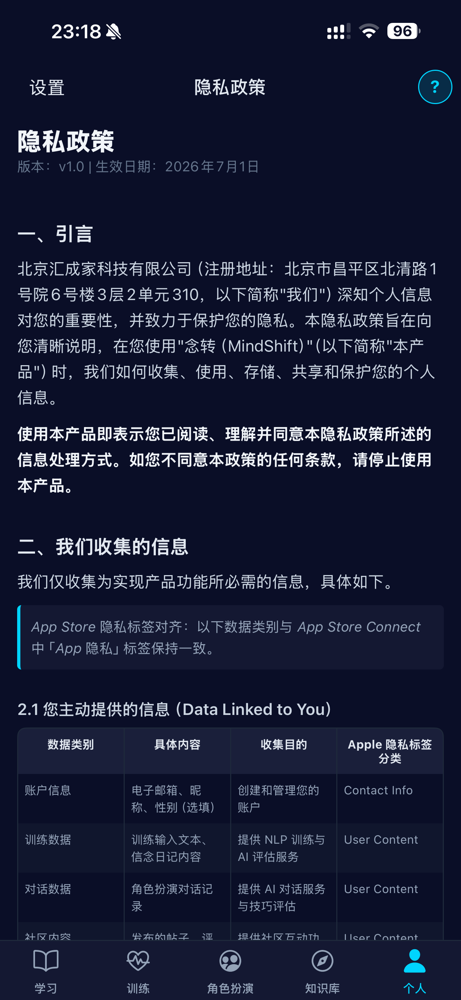 23:18
96
设置
隐私政策
?
隐私政策
版本：v1.0 | 生效日期：2026年7月1日
一、引言
北京汇成家科技有限公司（注册地址：北京市昌平区北清路1
号院6号楼3层2单元310，以下简称"我们"）深知个人信息
对您的重要性，并致力于保护您的隐私。本隐私政策旨在向
您清晰说明，在您使用"念转（MindShift）"（以下简称"本产
品"）时，我们如何收集、使用、存储、共享和保护您的个人
信息。
使用本产品即表示您已阅读、理解并同意本隐私政策所述的
信息处理方式。如您不同意本政策的任何条款，请停止使用
本产品。
二、我们收集的信息
我们仅收集为实现产品功能所必需的信息，具体如下。
App Store 隐私标签对齐：以下数据类别与 App Store Connect
中「App 隐私」标签保持一致。
2.1 您主动提供的信息（Data Linked to You）
数据类别 具体内容 收集目的 Apple 隐私标签
分类
账户信息 电子邮箱、昵 创建和管理您的 Contact Info
称、性别（选填） 账户
训练数据 训练输入文本、 提供 NLP 训练与 User Content
信念日记内容 AI 评估服务
对话数据 角色扮演对话记 提供 AI 对话服务 User Content
录 与技巧评估
社区内容 发布的帖子、评 提供社区互动功 User Content
学习 训练 角色扮演 知识库 个人